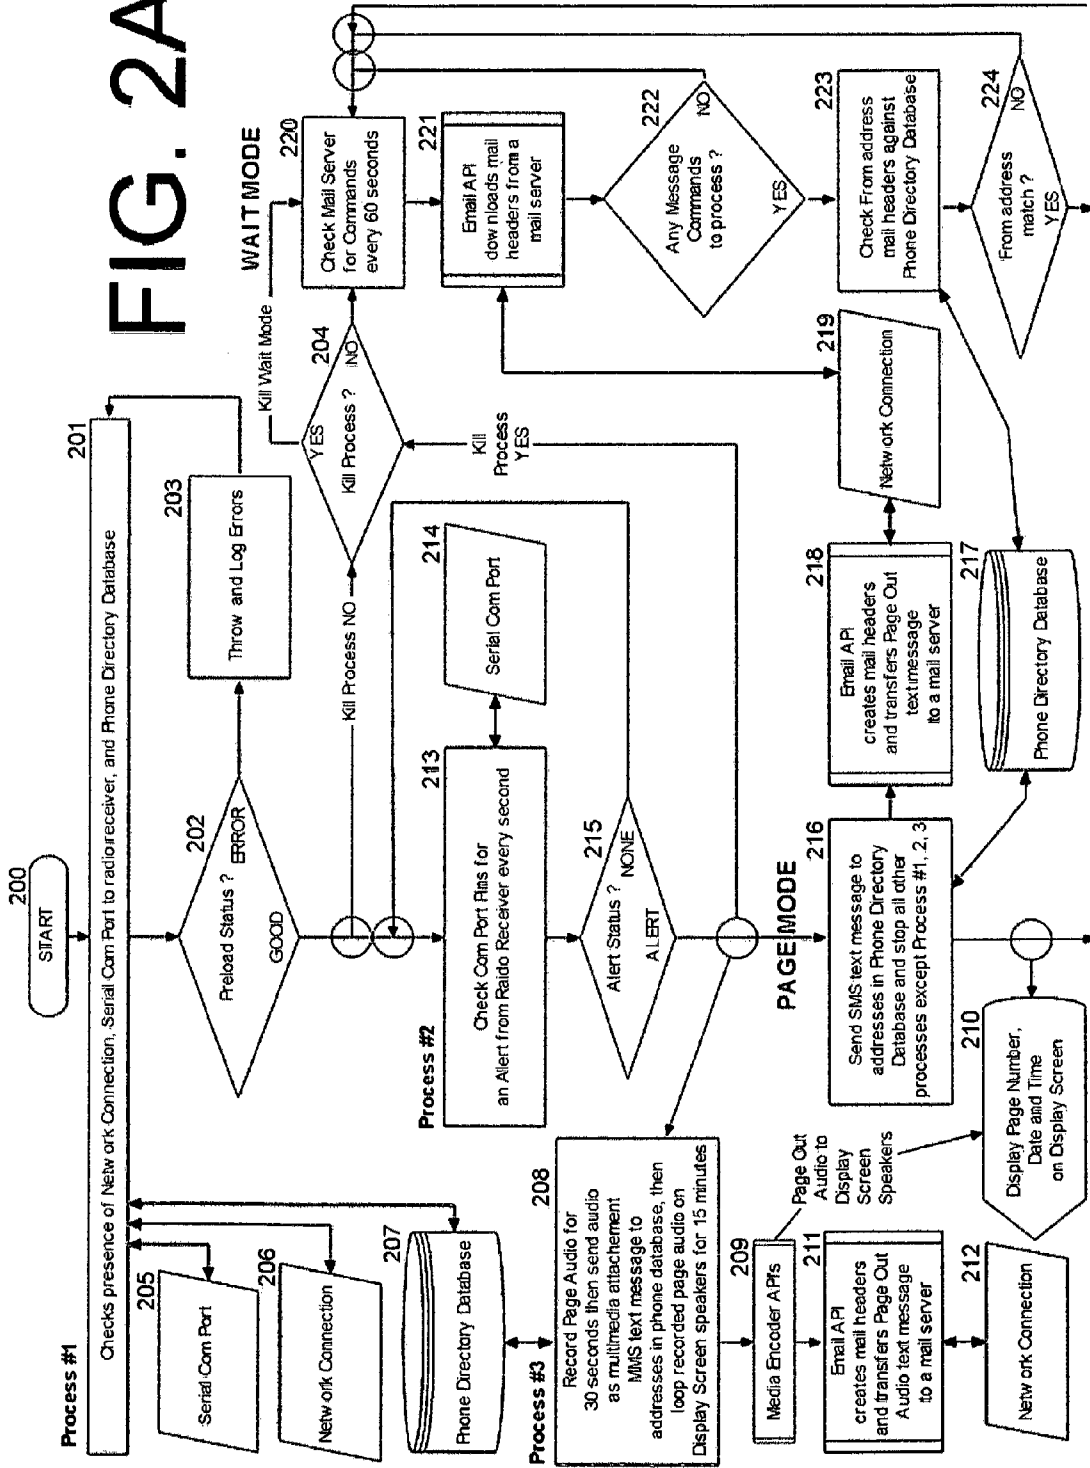 FIG. 2A
200
START
Process #1
201
Checks presence of Network Connection, Serial Com Port to radio receiver, and Phone Directory Database
205
Serial Com Port
206
Network Connection
207
Phone Directory Database
202
Preload Status ?
ERROR
GOOD
203
Throw and Log Errors
Kill Process NO
204
Kill Process ?
YES
NO
Kill Wait Mode
WAIT MODE
220
Check Mail Server
for Commands
every 60 seconds
221
Email API
downloads mail
headers from a
mail server
222
Any Message
Commands
to process ?
NO
YES
223
Check From address
mail headers against
Phone Directory Database
224
From address
match ?
NO
YES
Process #2
213
Check Com Port Pins for
an Alert from Raido Receiver every second
214
Serial Com Port
215
Alert Status ?
NONE
ALERT
Kill
Process
YES
Process #3
208
Record Page Audio for
30 seconds then send audio
as multimedia attachement
MMS text message to
addresses in phone database, then
loop recorded page audio on
Display Screen speakers for 15 minutes
209
Media Encoder API's
Page Out
Audio to
Display
Screen
Speakers
211
Email API
creates mail headers
and transfers Page Out
Audio text message
to a mail server
212
Network Connection
PAGE MODE
216
Send SMS text message to
addresses in Phone Directory
Database and stop all other
processes except Process #1, 2, 3
210
Display Page Number,
Date and Time
on Display Screen
218
Email API
creates mail headers
and transfers Page Out
text message
to a mail server
219
Network Connection
217
Phone Directory Database